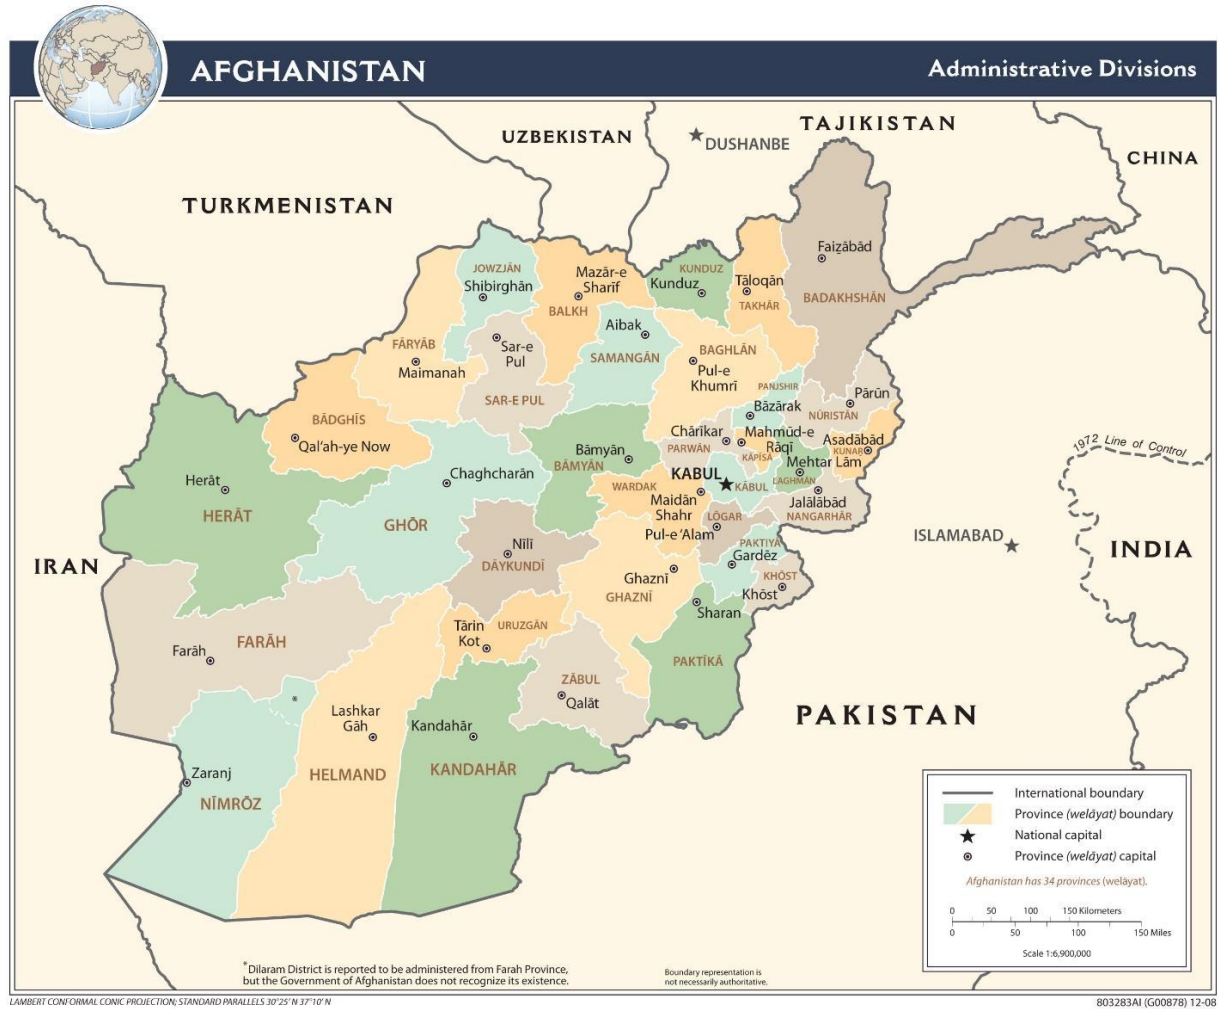 AFGHANISTAN
Administrative Divisions
UZBEKISTAN
TAJIKISTAN
DUSHANBE
CHINA
TURKMENISTAN
Faiẕābād
JOWZJĀN
Shibirghān
Mazār-e
Sharīf
BALKH
KUNDUZ
Kunduz
Tāloqān
TAKHĀR
BADAKHSHĀN
Aibak
SAMANGĀN
FĀRYĀB
Maimanah
Sar-e
Pul
SAR-E PUL
BAGHLĀN
Pul-e
Khumrī
PANJSHIR
Bāzārak
Pārūn
NŪRISTĀN
BĀDGHĪS
Qal'ah-ye Now
Chārīkar
PARWĀN
Mahmūd-e
Rāqī
KĀPĪSĀ
Asadābād
KUNAR
Mehtar Lām
LAGHMĀN
1972 Line of Control
Herāt
HERĀT
Chaghcharān
GHŌR
Bāmyān
BĀMYĀN
KABUL
KĀBUL
WARDAK
Maidān
Shahr
Jalālābād
NANGARHĀR
LŌGAR
Pul-e 'Alam
ISLAMABAD
INDIA
IRAN
Nīlī
DĀYKUNDĪ
PAKTIYĀ
Gardēz
Ghaznī
GHAZNĪ
KHŌST
Khōst
Sharan
Tārin
Kot
URUZGĀN
FARĀH
Farāh
PAKTĪKĀ
ZĀBUL
Qalāt
*
Lashkar
Gāh
Kandahār
PAKISTAN
Zaranj
NĪMRŌZ
HELMAND
KANDAHĀR
International boundary
Province (welāyat) boundary
National capital
Province (welāyat) capital
Afghanistan has 34 provinces (welāyat).
0 50 100 150 Kilometers
0 50 100 150 Miles
Scale 1:6,900,000
*Dilaram District is reported to be administered from Farah Province,
but the Government of Afghanistan does not recognize its existence.
Boundary representation is
not necessarily authoritative.
LAMBERT CONFORMAL CONIC PROJECTION; STANDARD PARALLELS 30°25' N 37°10' N
803283AI (G00878) 12-08